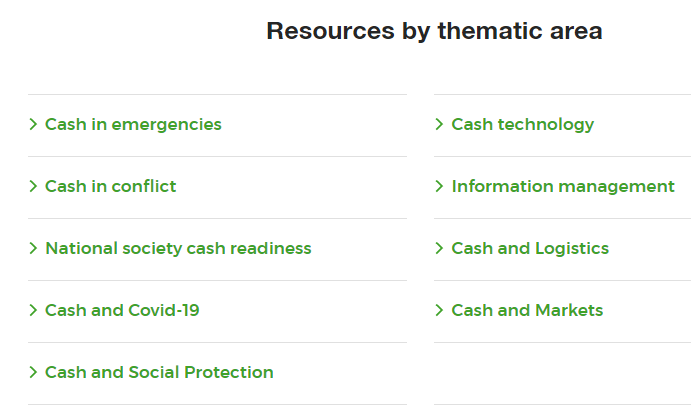 Resources by thematic area
Cash in emergencies
Cash technology
Cash in conflict
Information management
National society cash readiness
Cash and Logistics
Cash and Covid-19
Cash and Markets
Cash and Social Protection